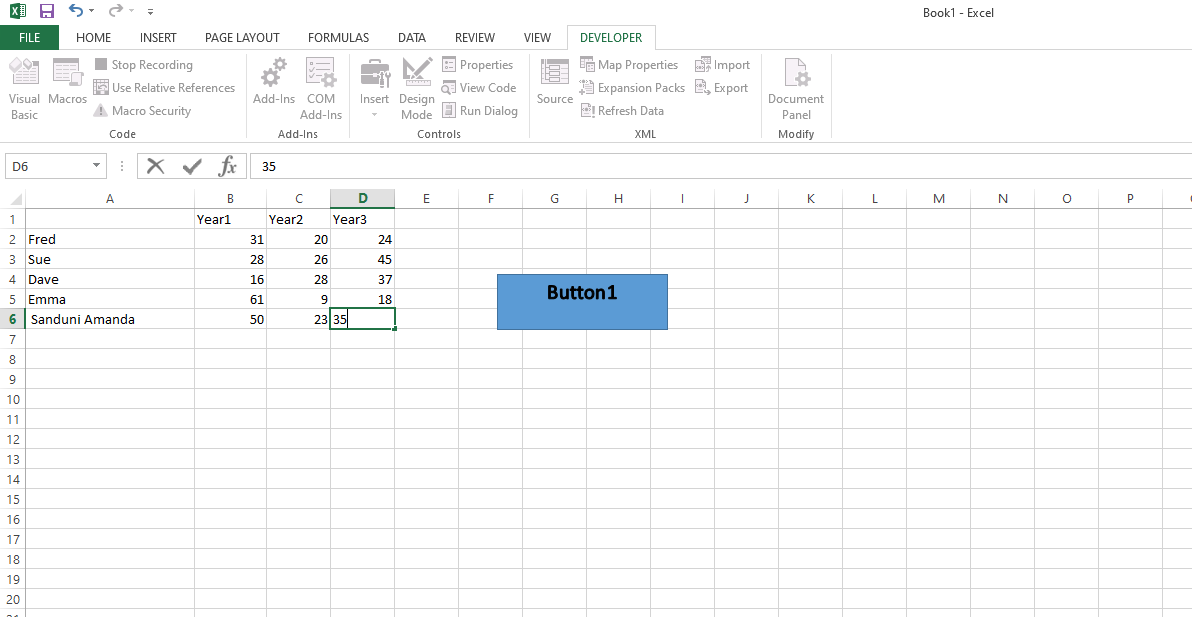 Book1 - Excel
FILE HOME INSERT PAGE LAYOUT FORMULAS DATA REVIEW VIEW DEVELOPER
Visual Basic
Macros
Stop Recording
Use Relative References
Macro Security
Code
Add-Ins
COM Add-Ins
Add-Ins
Insert
Design Mode
Properties
View Code
Run Dialog
Controls
Source
Map Properties
Expansion Packs
Refresh Data
Import
Export
XML
Document Panel
Modify
D6 fx 35
A B C D E F G H I J K L M N O P
1 Year1 Year2 Year3
2 Fred 31 20 24
3 Sue 28 26 45
4 Dave 16 28 37
5 Emma 61 9 18
Button1
6 Sanduni Amanda 50 23 35
7
8
9
10
11
12
13
14
15
16
17
18
19
20